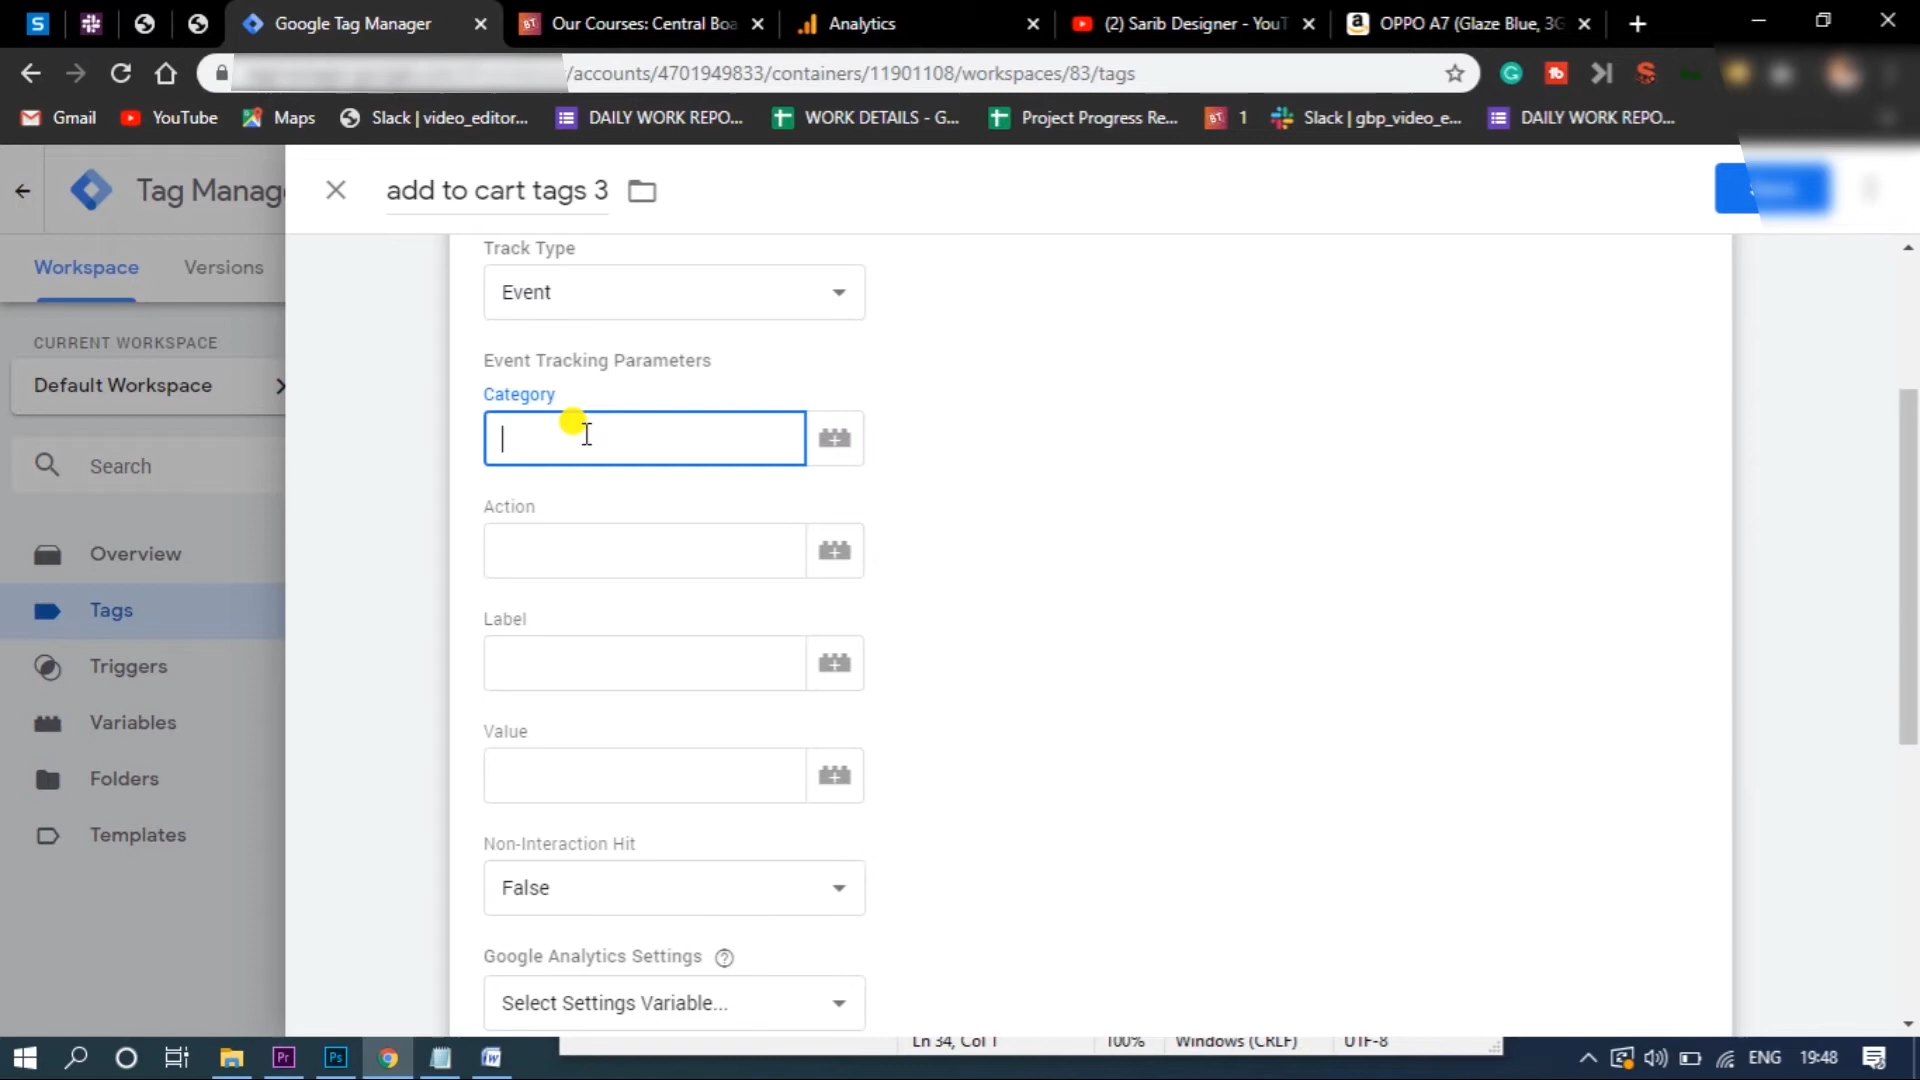 Google Tag Manager
Our Courses: Central Boa
Analytics
(2) Sarib Designer - YouT
OPPO A7 (Glaze Blue, 3G
/accounts/4701949833/containers/11901108/workspaces/83/tags
Gmail
YouTube
Maps
Slack | video_editor...
DAILY WORK REPO...
WORK DETAILS - G...
Project Progress Re...
1
Slack | gbp_video_e...
DAILY WORK REPO...
Tag Manag
add to cart tags 3
Workspace
Versions
CURRENT WORKSPACE
Default Workspace
Search
Overview
Tags
Triggers
Variables
Folders
Templates
Track Type
Event
Event Tracking Parameters
Category
Action
Label
Value
Non-Interaction Hit
False
Google Analytics Settings
Select Settings Variable...
Ln 34, Col 1
100%
Windows (CRLF)
UTF-8
Pr
Ps
ENG
19:48